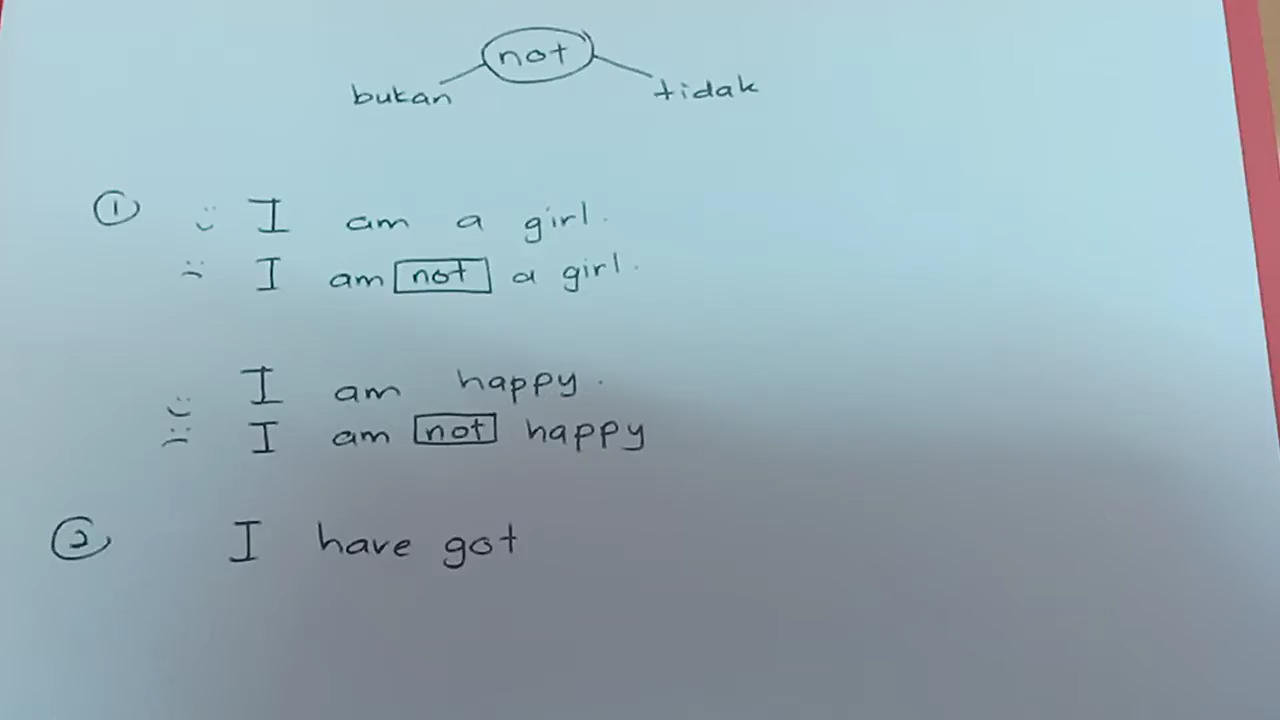 not
bukan tidak
1 I am a girl.
I am not a girl.
I am happy.
I am not happy
2 I have got